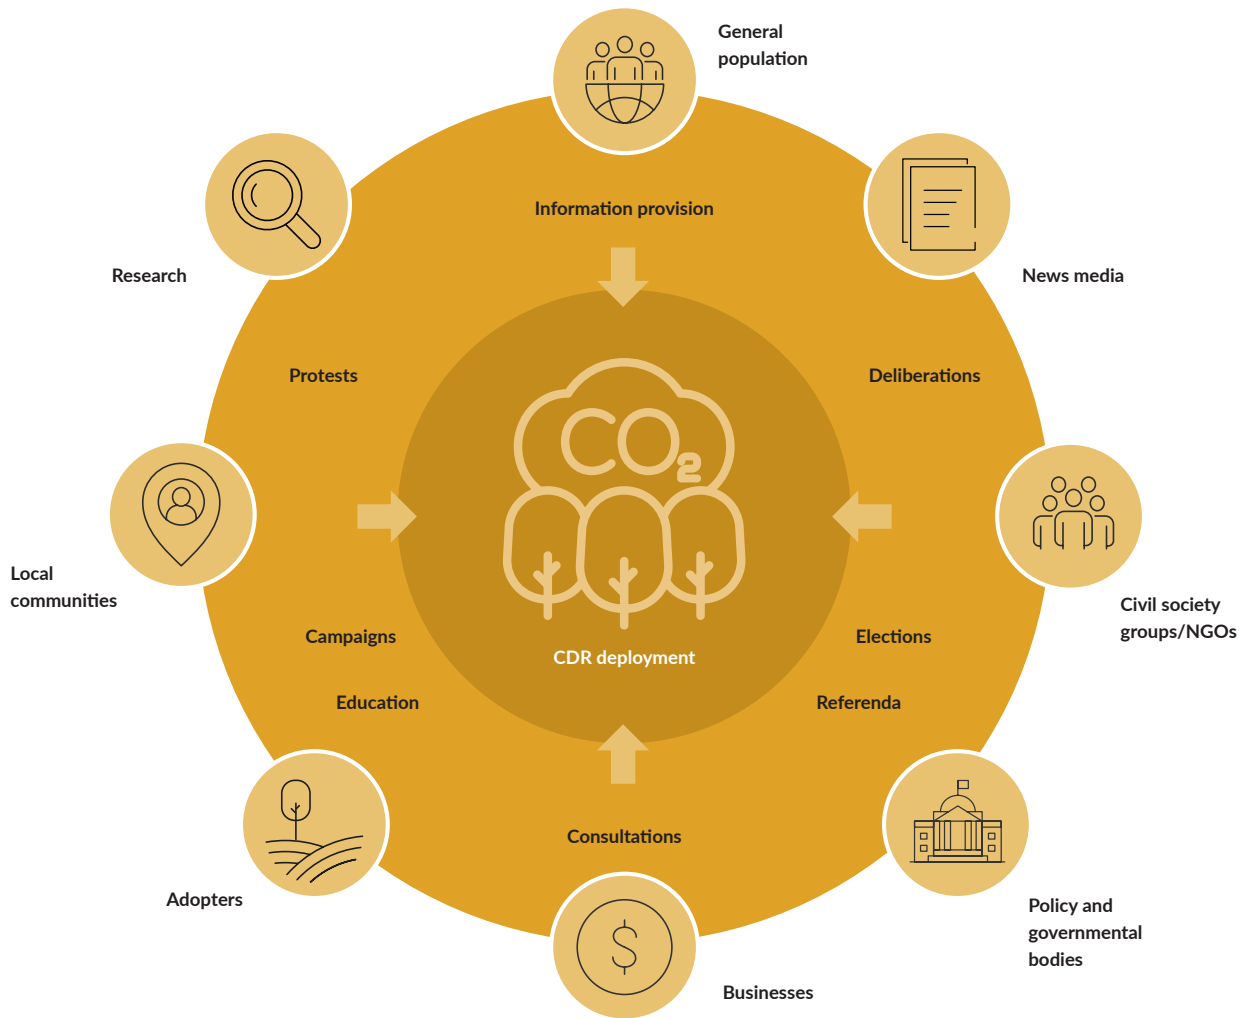 General
population
Information provision
Research
News media
Protests
Deliberations
CO2
Local
communities
Civil society
groups/NGOs
Campaigns
Elections
CDR deployment
Education
Referenda
Consultations
Adopters
Policy and
governmental
bodies
$
Businesses